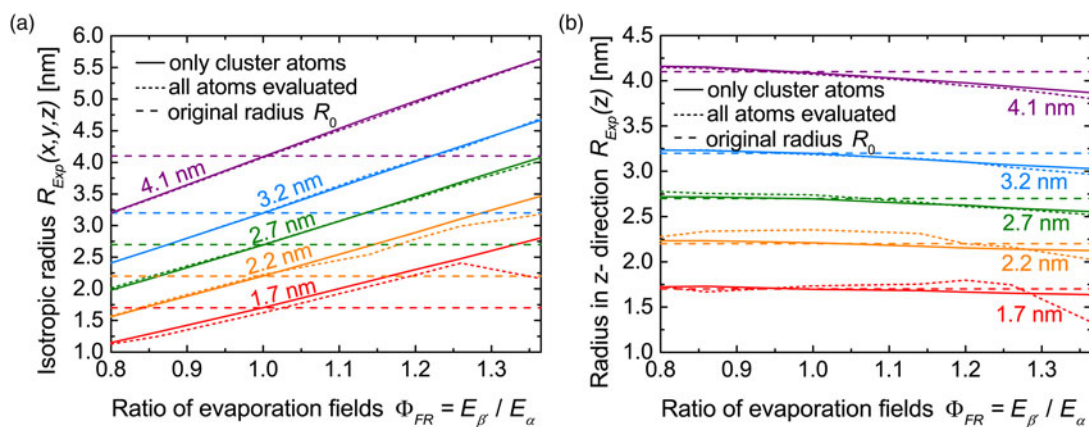 (a)
Isotropic radius R_Exp(x,y,z) [nm]
6.0
5.5
5.0
4.5
4.0
3.5
3.0
2.5
2.0
1.5
1.0
only cluster atoms
all atoms evaluated
original radius R_0
4.1 nm
3.2 nm
2.7 nm
2.2 nm
1.7 nm
0.8 0.9 1.0 1.1 1.2 1.3
Ratio of evaporation fields Φ_FR = E_β' / E_α
(b)
Radius in z- direction R_Exp(z) [nm]
4.5
4.0
3.5
3.0
2.5
2.0
1.5
1.0
only cluster atoms
all atoms evaluated
original radius R_0
4.1 nm
3.2 nm
2.7 nm
2.2 nm
1.7 nm
0.8 0.9 1.0 1.1 1.2 1.3
Ratio of evaporation fields Φ_FR = E_β' / E_α